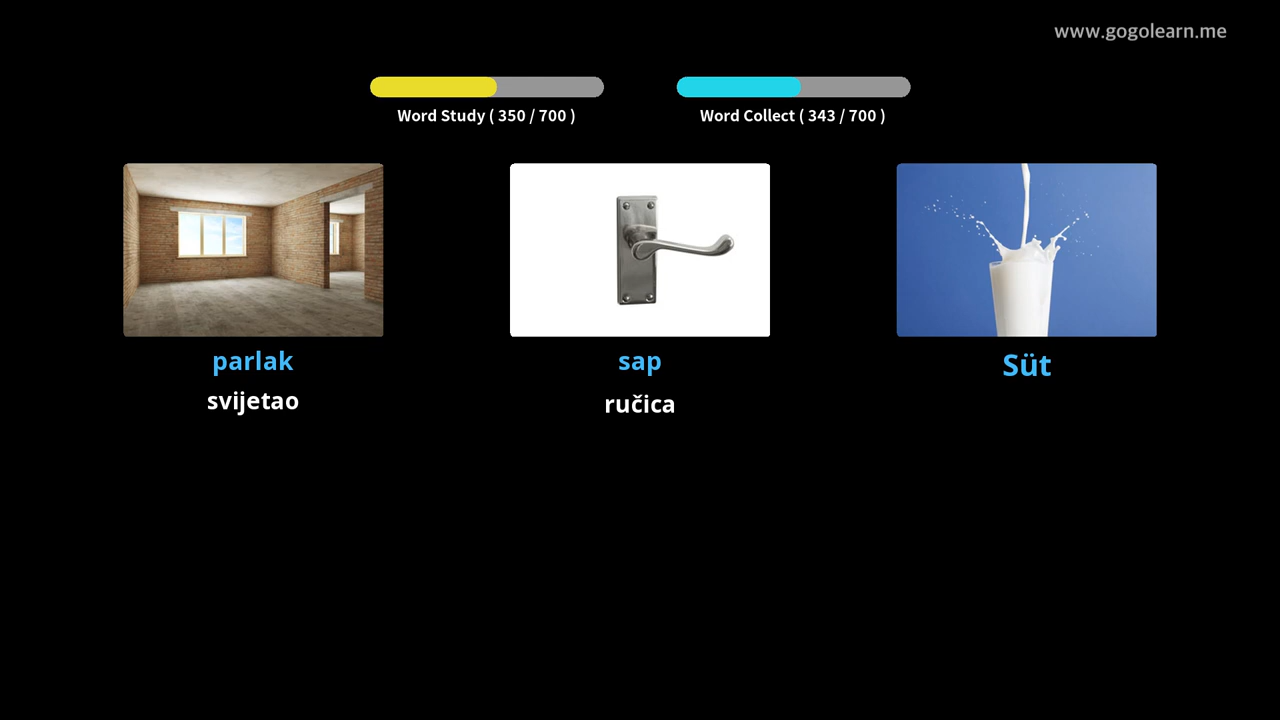 www.gogolearn.me
Word Study ( 350 / 700 )
Word Collect ( 343 / 700 )
parlak
svijetao
sap
ručica
Süt